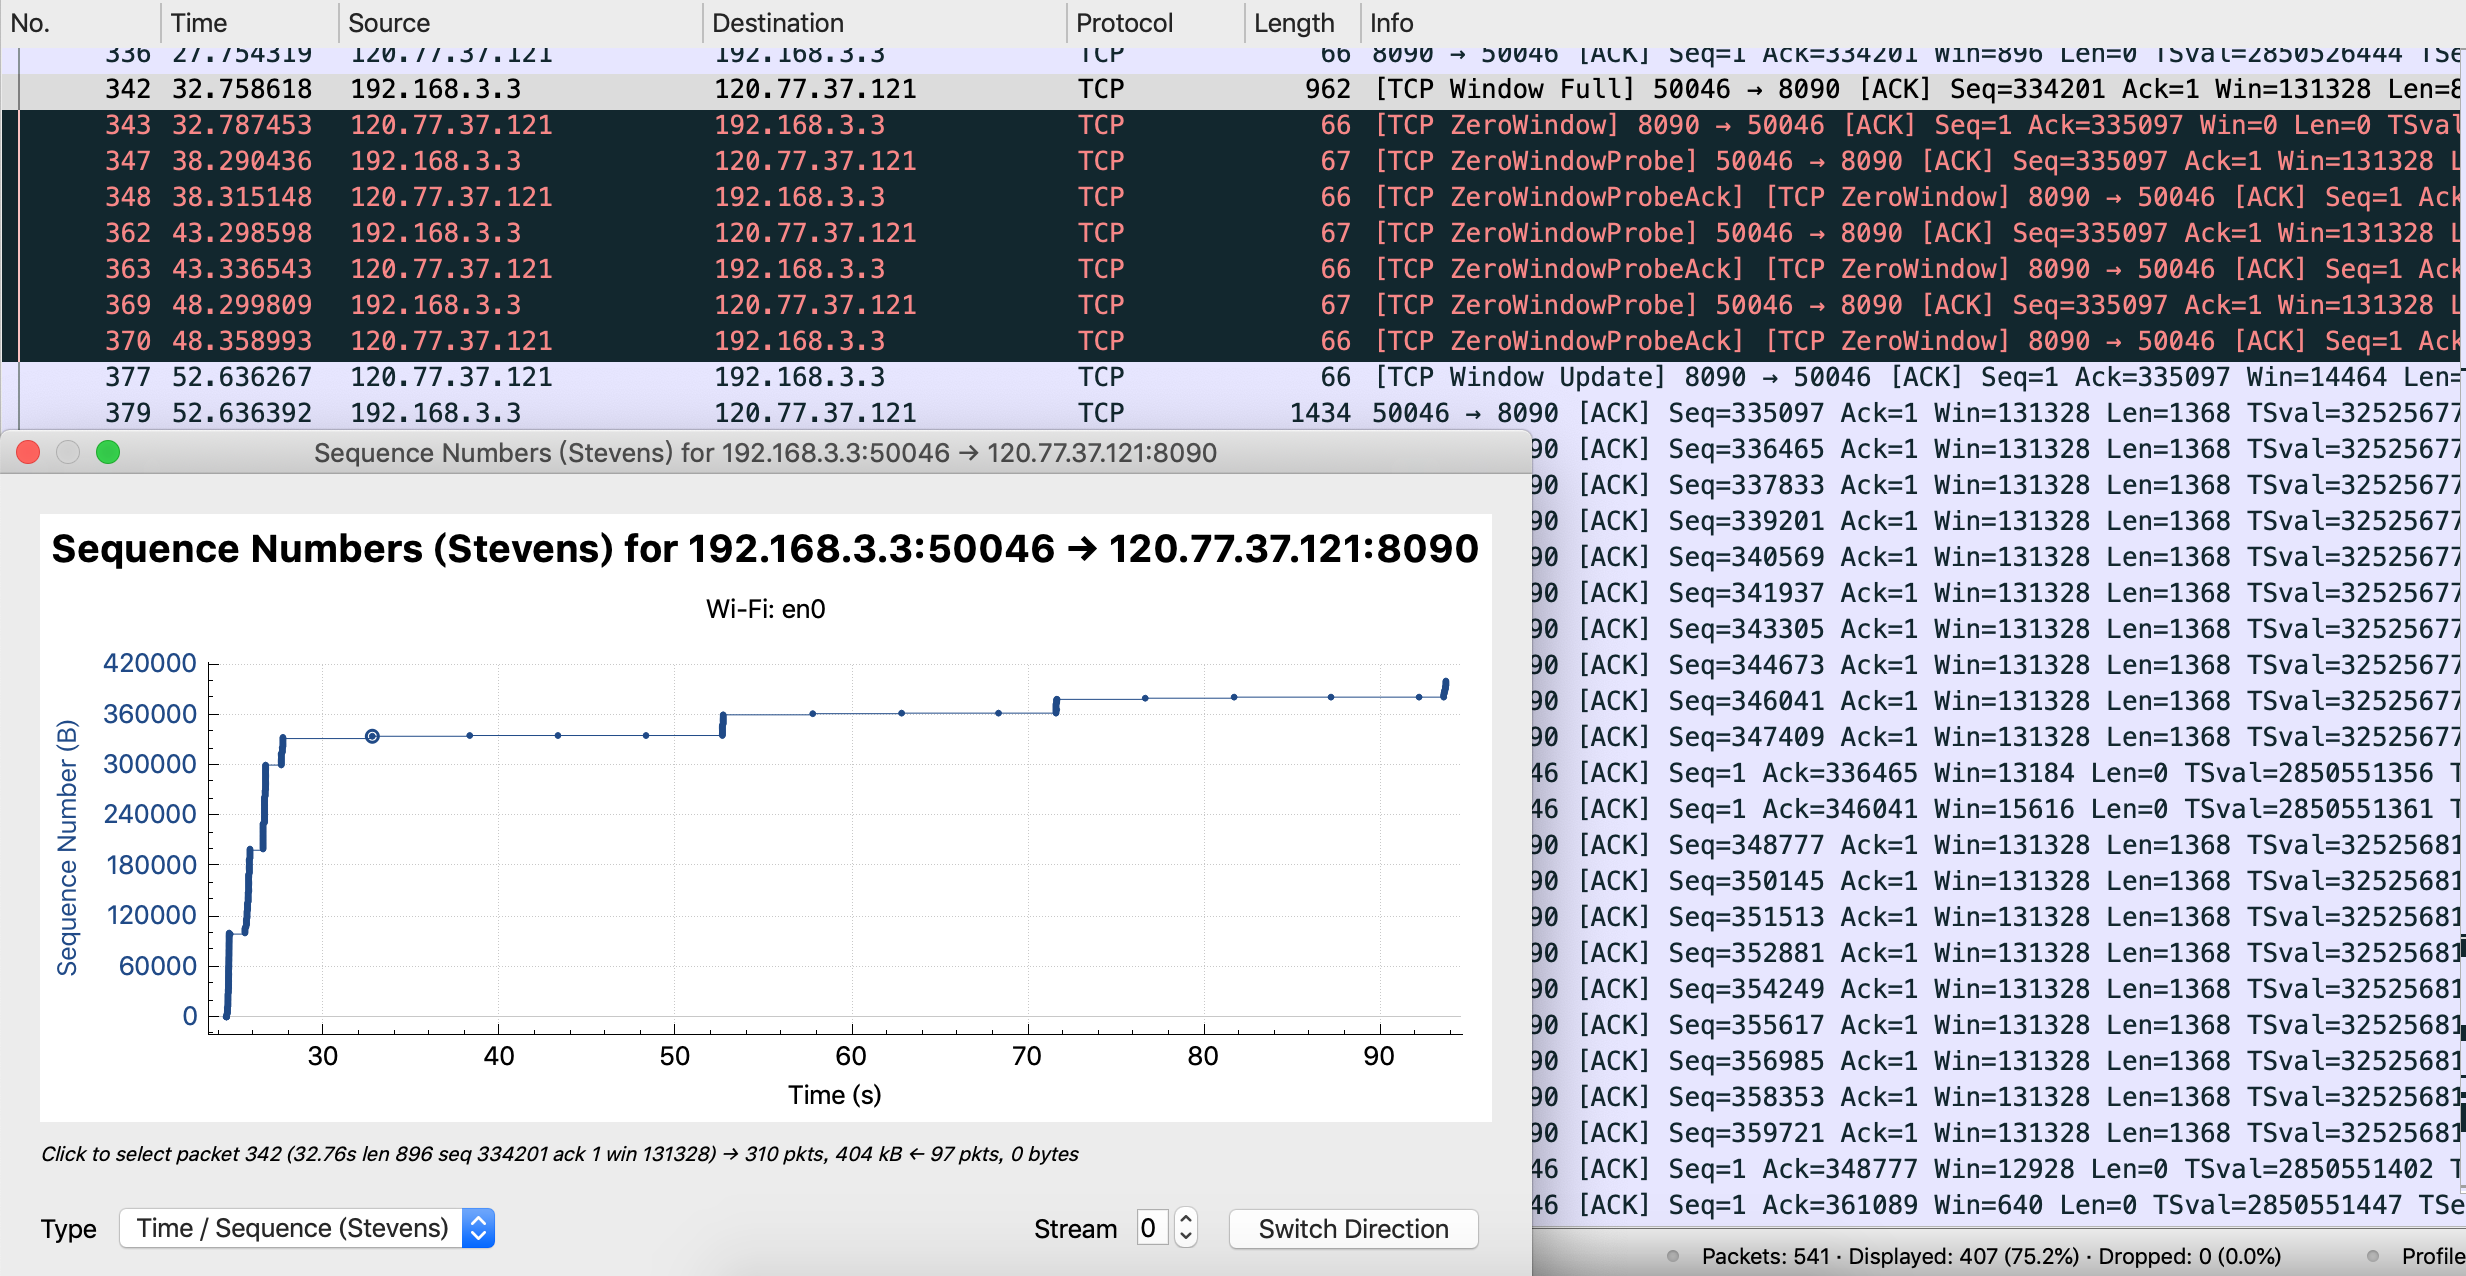 No. Time Source Destination Protocol Length Info
336 27.754319 120.77.37.121 192.168.3.3 TCP 66 8090 → 50046 [ACK] Seq=1 Ack=334201 Win=896 Len=0 TSval=2850526444 TSe
342 32.758618 192.168.3.3 120.77.37.121 TCP 962 [TCP Window Full] 50046 → 8090 [ACK] Seq=334201 Ack=1 Win=131328 Len=8
343 32.787453 120.77.37.121 192.168.3.3 TCP 66 [TCP ZeroWindow] 8090 → 50046 [ACK] Seq=1 Ack=335097 Win=0 Len=0 TSval
347 38.290436 192.168.3.3 120.77.37.121 TCP 67 [TCP ZeroWindowProbe] 50046 → 8090 [ACK] Seq=335097 Ack=1 Win=131328 L
348 38.315148 120.77.37.121 192.168.3.3 TCP 66 [TCP ZeroWindowProbeAck] [TCP ZeroWindow] 8090 → 50046 [ACK] Seq=1 Ack
362 43.298598 192.168.3.3 120.77.37.121 TCP 67 [TCP ZeroWindowProbe] 50046 → 8090 [ACK] Seq=335097 Ack=1 Win=131328 L
363 43.336543 120.77.37.121 192.168.3.3 TCP 66 [TCP ZeroWindowProbeAck] [TCP ZeroWindow] 8090 → 50046 [ACK] Seq=1 Ack
369 48.299809 192.168.3.3 120.77.37.121 TCP 67 [TCP ZeroWindowProbe] 50046 → 8090 [ACK] Seq=335097 Ack=1 Win=131328 L
370 48.358993 120.77.37.121 192.168.3.3 TCP 66 [TCP ZeroWindowProbeAck] [TCP ZeroWindow] 8090 → 50046 [ACK] Seq=1 Ack
377 52.636267 120.77.37.121 192.168.3.3 TCP 66 [TCP Window Update] 8090 → 50046 [ACK] Seq=1 Ack=335097 Win=14464 Len=
379 52.636392 192.168.3.3 120.77.37.121 TCP 1434 50046 → 8090 [ACK] Seq=335097 Ack=1 Win=131328 Len=1368 TSval=32525677
90 [ACK] Seq=336465 Ack=1 Win=131328 Len=1368 TSval=32525677
90 [ACK] Seq=337833 Ack=1 Win=131328 Len=1368 TSval=32525677
90 [ACK] Seq=339201 Ack=1 Win=131328 Len=1368 TSval=32525677
90 [ACK] Seq=340569 Ack=1 Win=131328 Len=1368 TSval=32525677
90 [ACK] Seq=341937 Ack=1 Win=131328 Len=1368 TSval=32525677
90 [ACK] Seq=343305 Ack=1 Win=131328 Len=1368 TSval=32525677
90 [ACK] Seq=344673 Ack=1 Win=131328 Len=1368 TSval=32525677
90 [ACK] Seq=346041 Ack=1 Win=131328 Len=1368 TSval=32525677
90 [ACK] Seq=347409 Ack=1 Win=131328 Len=1368 TSval=32525677
46 [ACK] Seq=1 Ack=336465 Win=13184 Len=0 TSval=2850551356 T
46 [ACK] Seq=1 Ack=346041 Win=15616 Len=0 TSval=2850551361 T
90 [ACK] Seq=348777 Ack=1 Win=131328 Len=1368 TSval=32525681
90 [ACK] Seq=350145 Ack=1 Win=131328 Len=1368 TSval=32525681
90 [ACK] Seq=351513 Ack=1 Win=131328 Len=1368 TSval=32525681
90 [ACK] Seq=352881 Ack=1 Win=131328 Len=1368 TSval=32525681
90 [ACK] Seq=354249 Ack=1 Win=131328 Len=1368 TSval=32525681
90 [ACK] Seq=355617 Ack=1 Win=131328 Len=1368 TSval=32525681
90 [ACK] Seq=356985 Ack=1 Win=131328 Len=1368 TSval=32525681
90 [ACK] Seq=358353 Ack=1 Win=131328 Len=1368 TSval=32525681
90 [ACK] Seq=359721 Ack=1 Win=131328 Len=1368 TSval=32525681
46 [ACK] Seq=1 Ack=348777 Win=12928 Len=0 TSval=2850551402 T
46 [ACK] Seq=1 Ack=361089 Win=640 Len=0 TSval=2850551447 TSe
Sequence Numbers (Stevens) for 192.168.3.3:50046 → 120.77.37.121:8090
Sequence Numbers (Stevens) for 192.168.3.3:50046 → 120.77.37.121:8090
Wi-Fi: en0
Sequence Number (B)
420000
360000
300000
240000
180000
120000
60000
0
30 40 50 60 70 80 90
Time (s)
Click to select packet 342 (32.76s len 896 seq 334201 ack 1 win 131328) → 310 pkts, 404 kB ← 97 pkts, 0 bytes
Type Time / Sequence (Stevens) Stream 0 Switch Direction
Packets: 541 · Displayed: 407 (75.2%) · Dropped: 0 (0.0%) Profile